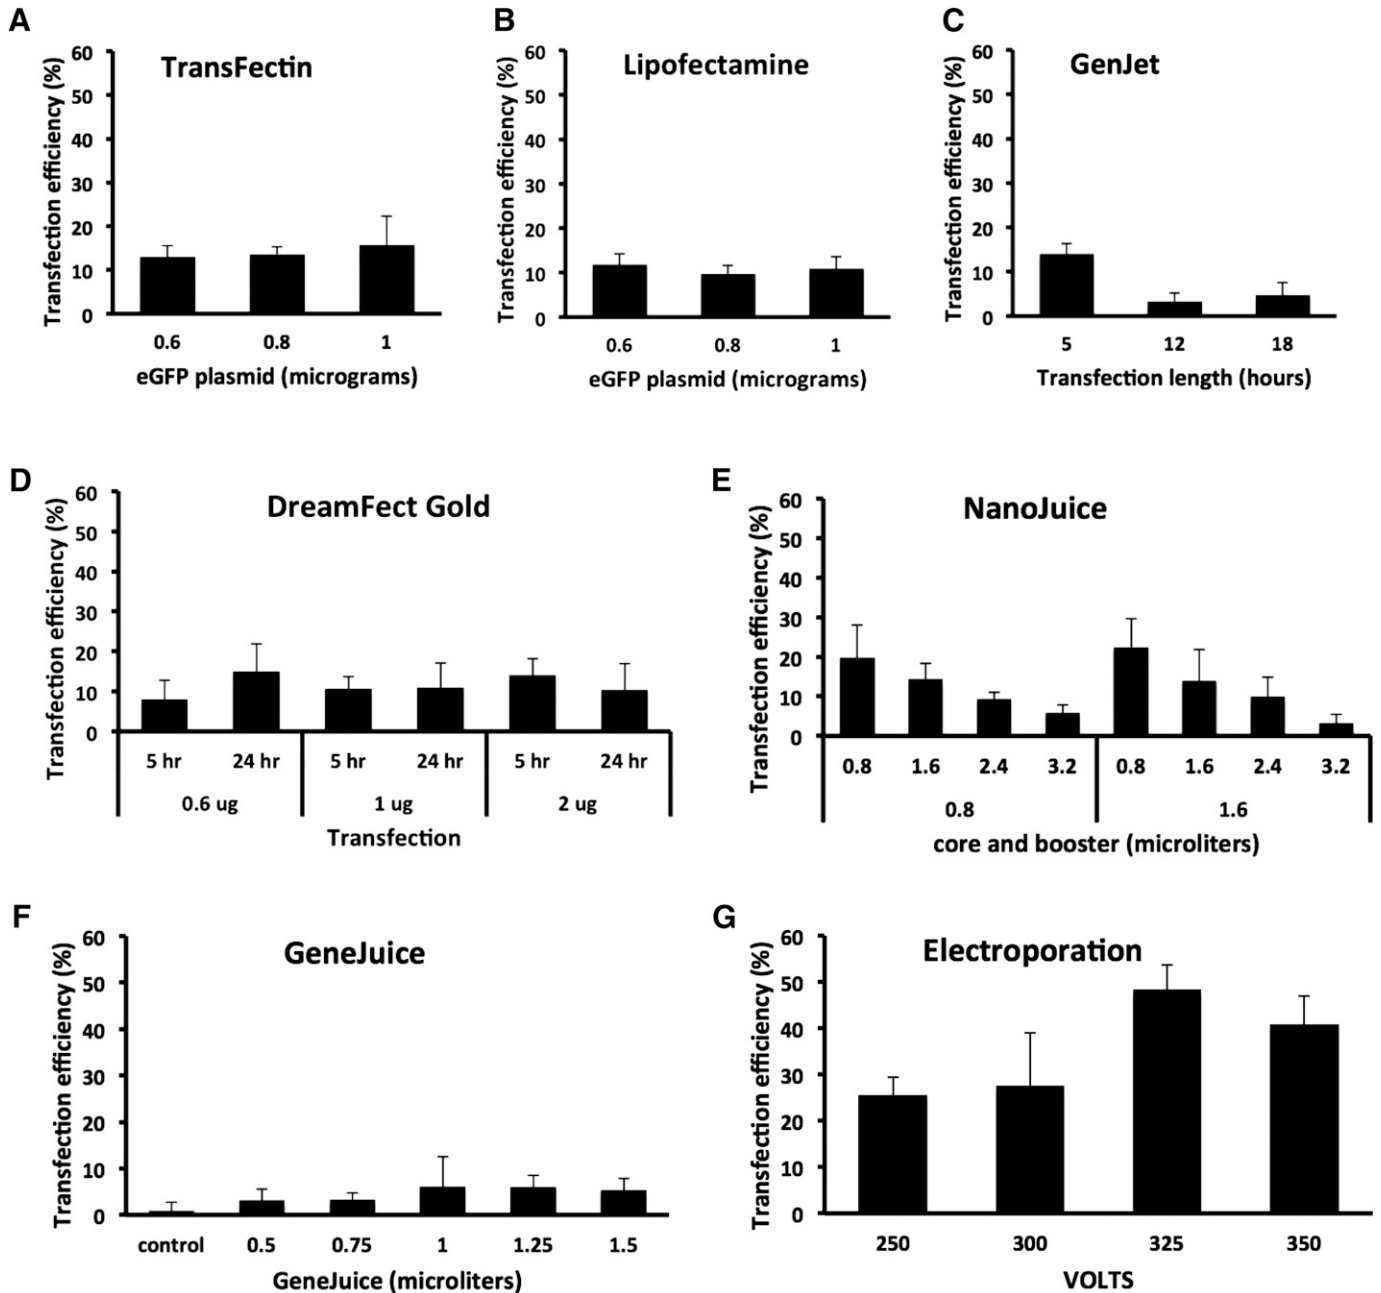 A
TransFectin
Transfection efficiency (%)
60
50
40
30
20
10
0
0.6 0.8 1
eGFP plasmid (micrograms)
B
Lipofectamine
Transfection efficiency (%)
60
50
40
30
20
10
0
0.6 0.8 1
eGFP plasmid (micrograms)
C
GenJet
Transfection efficiency (%)
60
50
40
30
20
10
0
5 12 18
Transfection length (hours)
D
DreamFect Gold
Transfection efficiency (%)
60
50
40
30
20
10
0
5 hr 24 hr 5 hr 24 hr 5 hr 24 hr
0.6 ug 1 ug 2 ug
Transfection
E
NanoJuice
Transfection efficiency (%)
60
50
40
30
20
10
0
0.8 1.6 2.4 3.2 0.8 1.6 2.4 3.2
0.8 1.6
core and booster (microliters)
F
GeneJuice
Transfection efficiency (%)
60
50
40
30
20
10
0
control 0.5 0.75 1 1.25 1.5
GeneJuice (microliters)
G
Electroporation
Transfection efficiency (%)
60
50
40
30
20
10
0
250 300 325 350
VOLTS